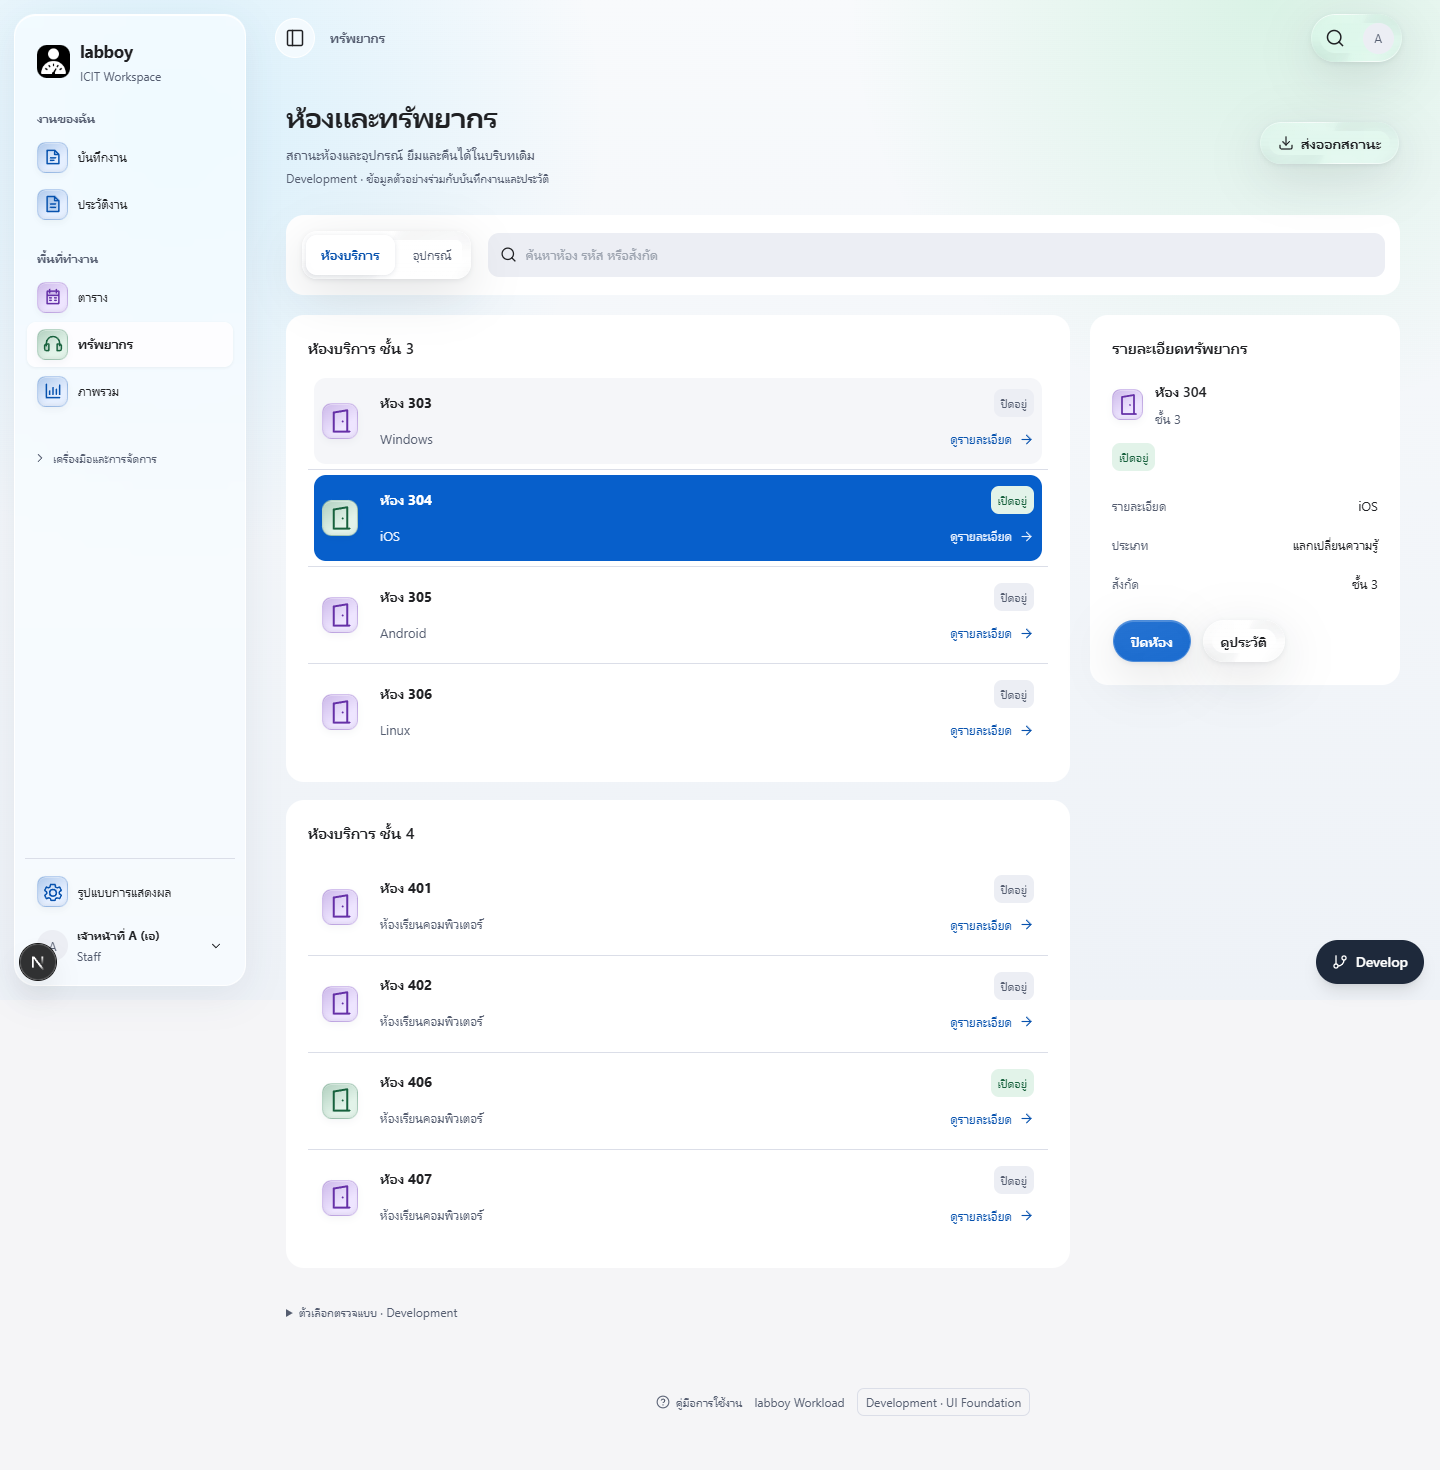 labboy
ICIT Workspace
งานของฉัน
บันทึกงาน
ประวัติงาน
พื้นที่ทำงาน
ตาราง
ทรัพยากร
ภาพรวม
เครื่องมือและการจัดการ
รูปแบบการแสดงผล
A
เจ้าหน้าที่ A (เอ)
Staff
N
ทรัพยากร
A
ห้องและทรัพยากร
สถานะห้องและอุปกรณ์ ยืมและคืนได้ในบริบทเดิม
Development · ข้อมูลตัวอย่างร่วมกับบันทึกงานและประวัติ
ส่งออกสถานะ
ห้องบริการ
อุปกรณ์
ค้นหาห้อง รหัส หรือสังกัด
ห้องบริการ ชั้น 3
ห้อง 303
ปิดอยู่
Windows
ดูรายละเอียด
ห้อง 304
เปิดอยู่
iOS
ดูรายละเอียด
ห้อง 305
ปิดอยู่
Android
ดูรายละเอียด
ห้อง 306
ปิดอยู่
Linux
ดูรายละเอียด
ห้องบริการ ชั้น 4
ห้อง 401
ปิดอยู่
ห้องเรียนคอมพิวเตอร์
ดูรายละเอียด
ห้อง 402
ปิดอยู่
ห้องเรียนคอมพิวเตอร์
ดูรายละเอียด
ห้อง 406
เปิดอยู่
ห้องเรียนคอมพิวเตอร์
ดูรายละเอียด
ห้อง 407
ปิดอยู่
ห้องเรียนคอมพิวเตอร์
ดูรายละเอียด
รายละเอียดทรัพยากร
ห้อง 304
ชั้น 3
เปิดอยู่
รายละเอียด iOS
ประเภท แลกเปลี่ยนความรู้
สังกัด ชั้น 3
ปิดห้อง
ดูประวัติ
Develop
ตัวเลือกตรวจแบบ · Development
คู่มือการใช้งาน labboy Workload Development · UI Foundation